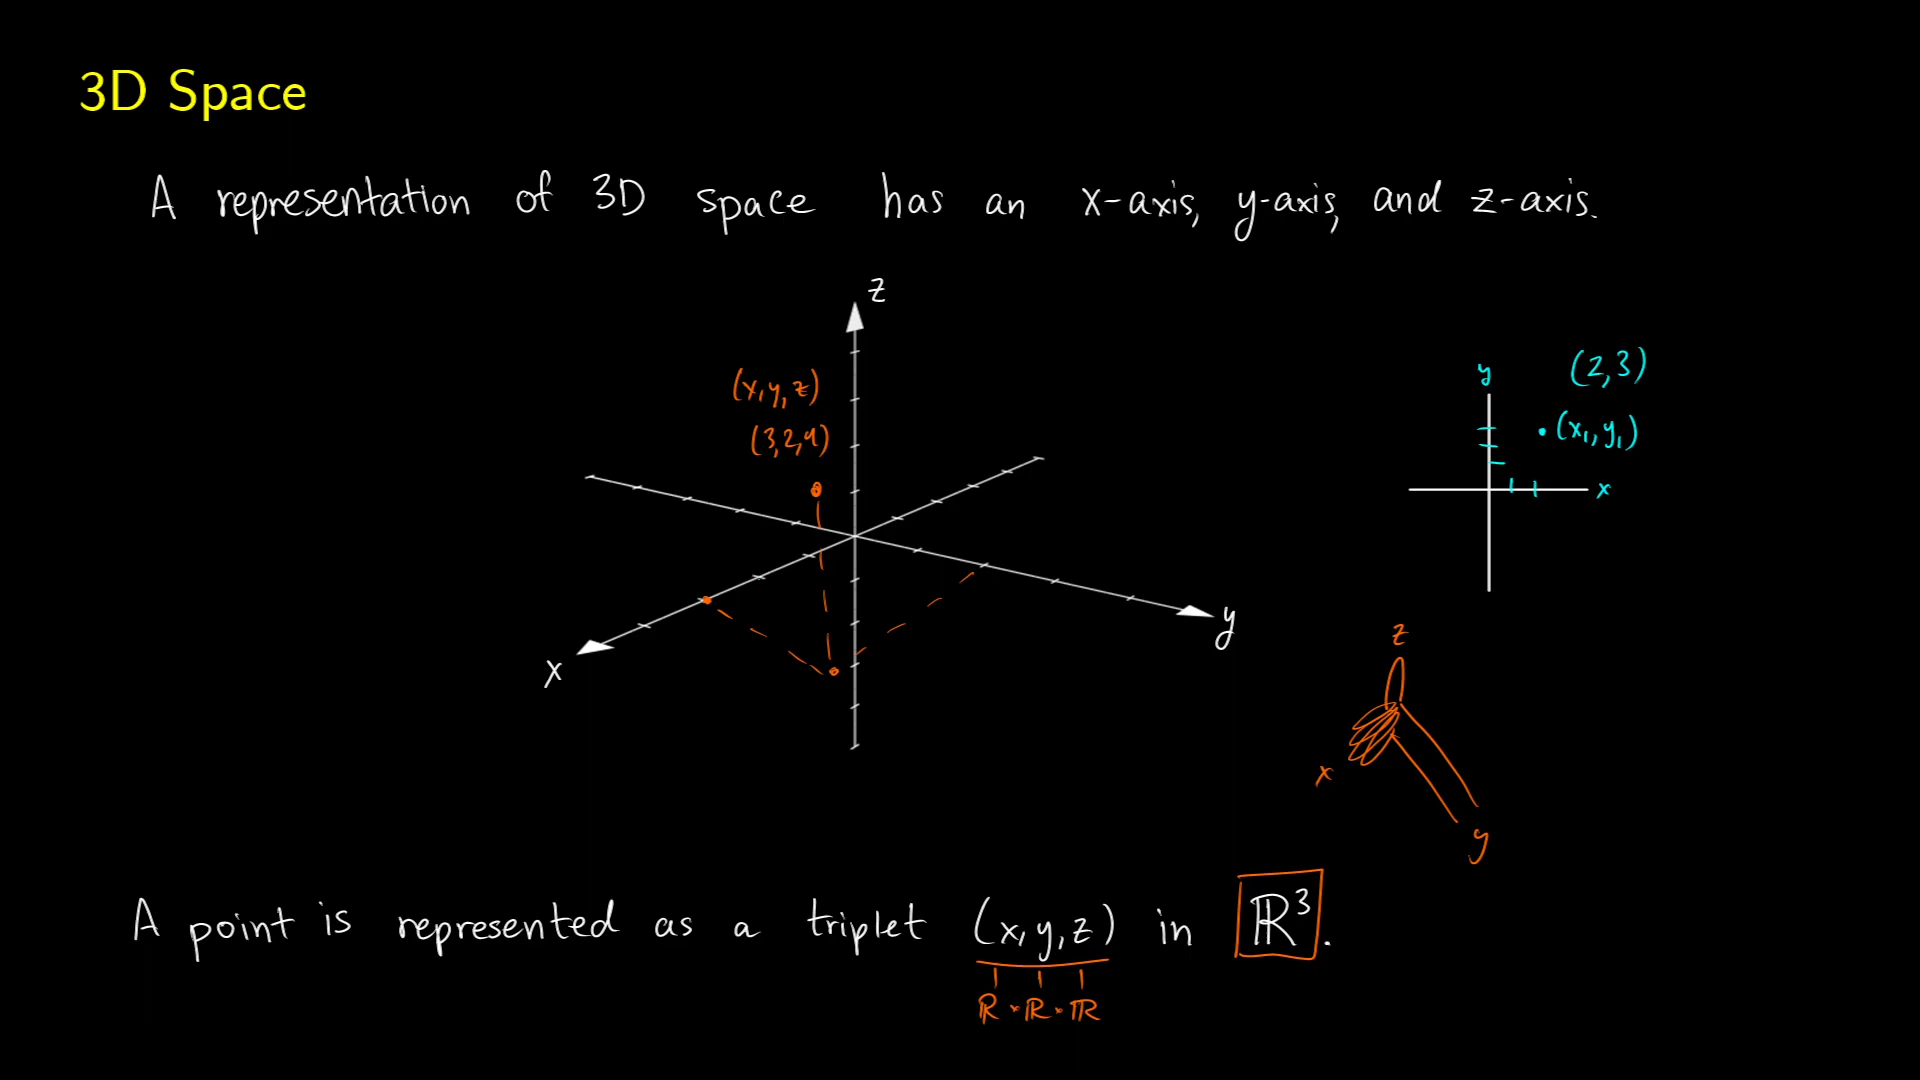 3D Space
A representation of 3D space has an x-axis, y-axis, and z-axis.
z
(x,y,z)
(3,2,4)
x
y
y
(2,3)
(x₁,y₁)
x
z
x
y
A point is represented as a triplet (x,y,z) in ℝ³.
ℝ × ℝ × ℝ